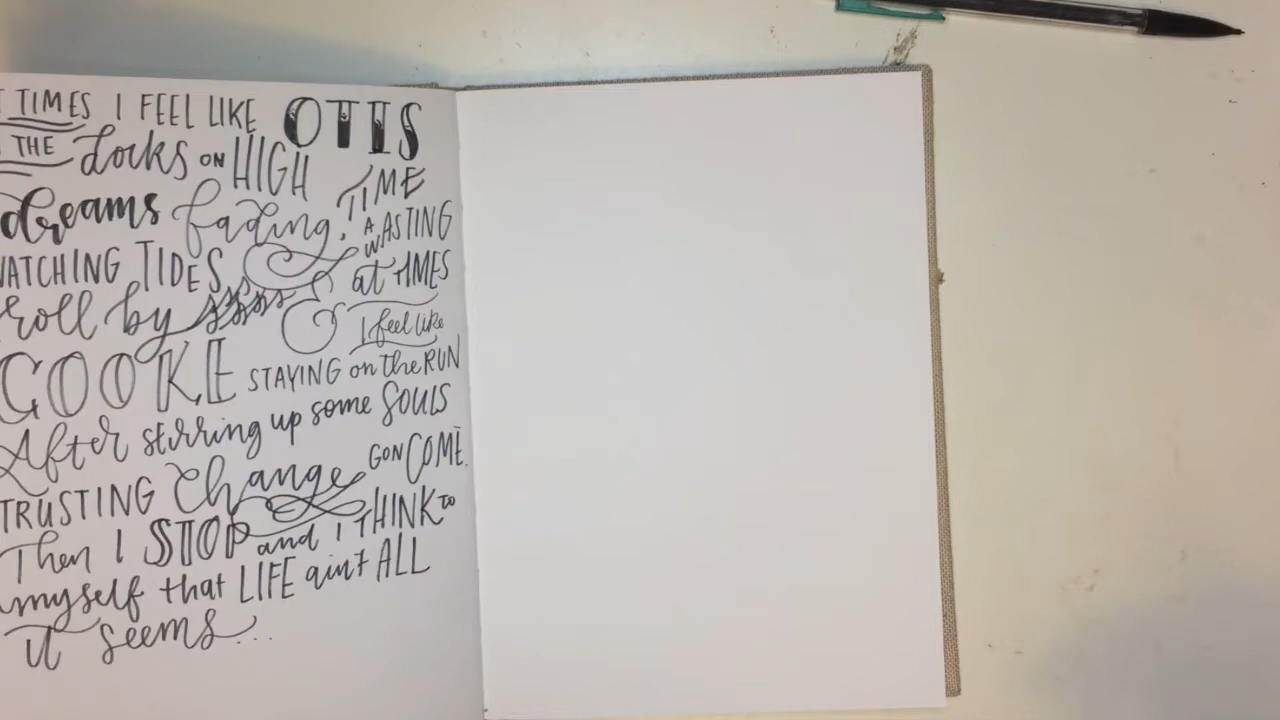 TIMES I FEEL LIKE OTIS
THE docks ON HIGH
dreams fading. TIME
A WASTING
WATCHING TIDES at TIMES
roll by &
I feel like
COOKE STAYING on the RUN
After stirring up some SOULS
TRUSTING Change GON COME.
Then I STOP and I THINK to
myself that LIFE ain't ALL
it seems...